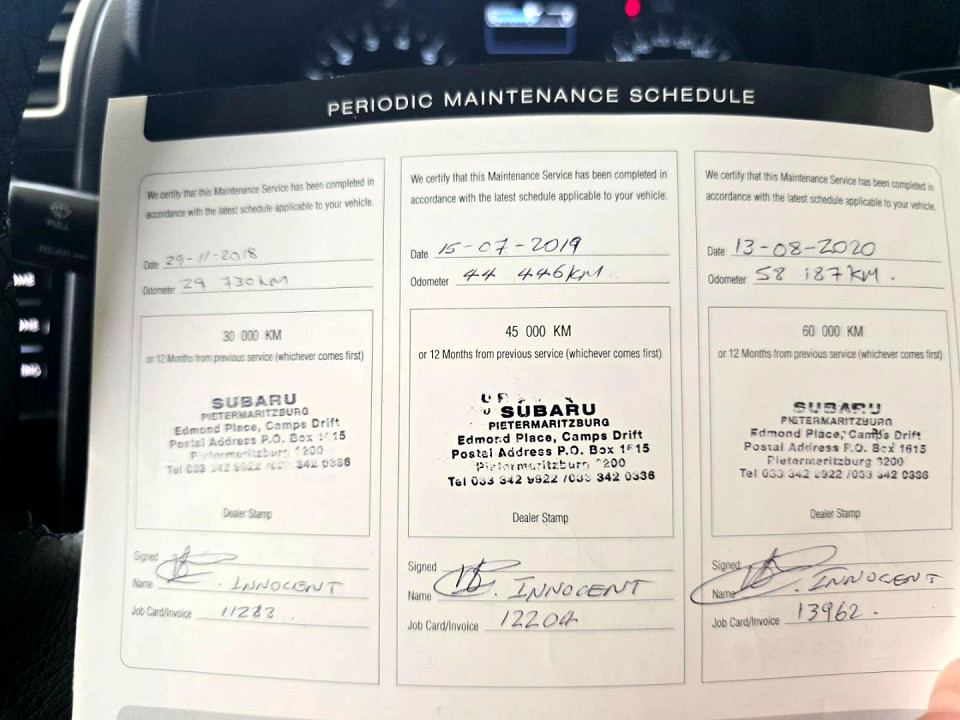 PERIODIC MAINTENANCE SCHEDULE
We certify that this Maintenance Service has been completed in
accordance with the latest schedule applicable to your vehicle.
Date 29-11-2018
Odometer 29 730KM
30 000 KM
or 12 Months from previous service (whichever comes first)
SUBARU
PIETERMARITZBURG
Edmond Place, Camps Drift
Postal Address P.O. Box
Pietermaritzburg
Tel 033 342 9922 342 0336
Dealer Stamp
Signed
Name INNOCENT
Job Card/Invoice 11283
We certify that this Maintenance Service has been completed in
accordance with the latest schedule applicable to your vehicle.
Date 15-07-2019
Odometer 44 446KM
45 000 KM
or 12 Months from previous service (whichever comes first)
SUBARU
PIETERMARITZBURG
Edmond Place, Camps Drift
Postal Address P.O. Box
Pietermaritzburg
Tel 033 342 9922 /033 342 0336
Dealer Stamp
Signed
Name INNOCENT
Job Card/Invoice 12204
We certify that this Maintenance Service has been completed in
accordance with the latest schedule applicable to your vehicle.
Date 13-08-2020
Odometer 58 187KM.
60 000 KM
or 12 Months from previous service (whichever comes first)
SUBARU
PIETERMARITZBURG
Edmond Place, Camps Drift
Postal Address P.O. Box 1615
Pietermaritzburg 3200
Tel 033 342 9922 /033 342 0336
Dealer Stamp
Signed
Name INNOCENT
Job Card/Invoice 13962.